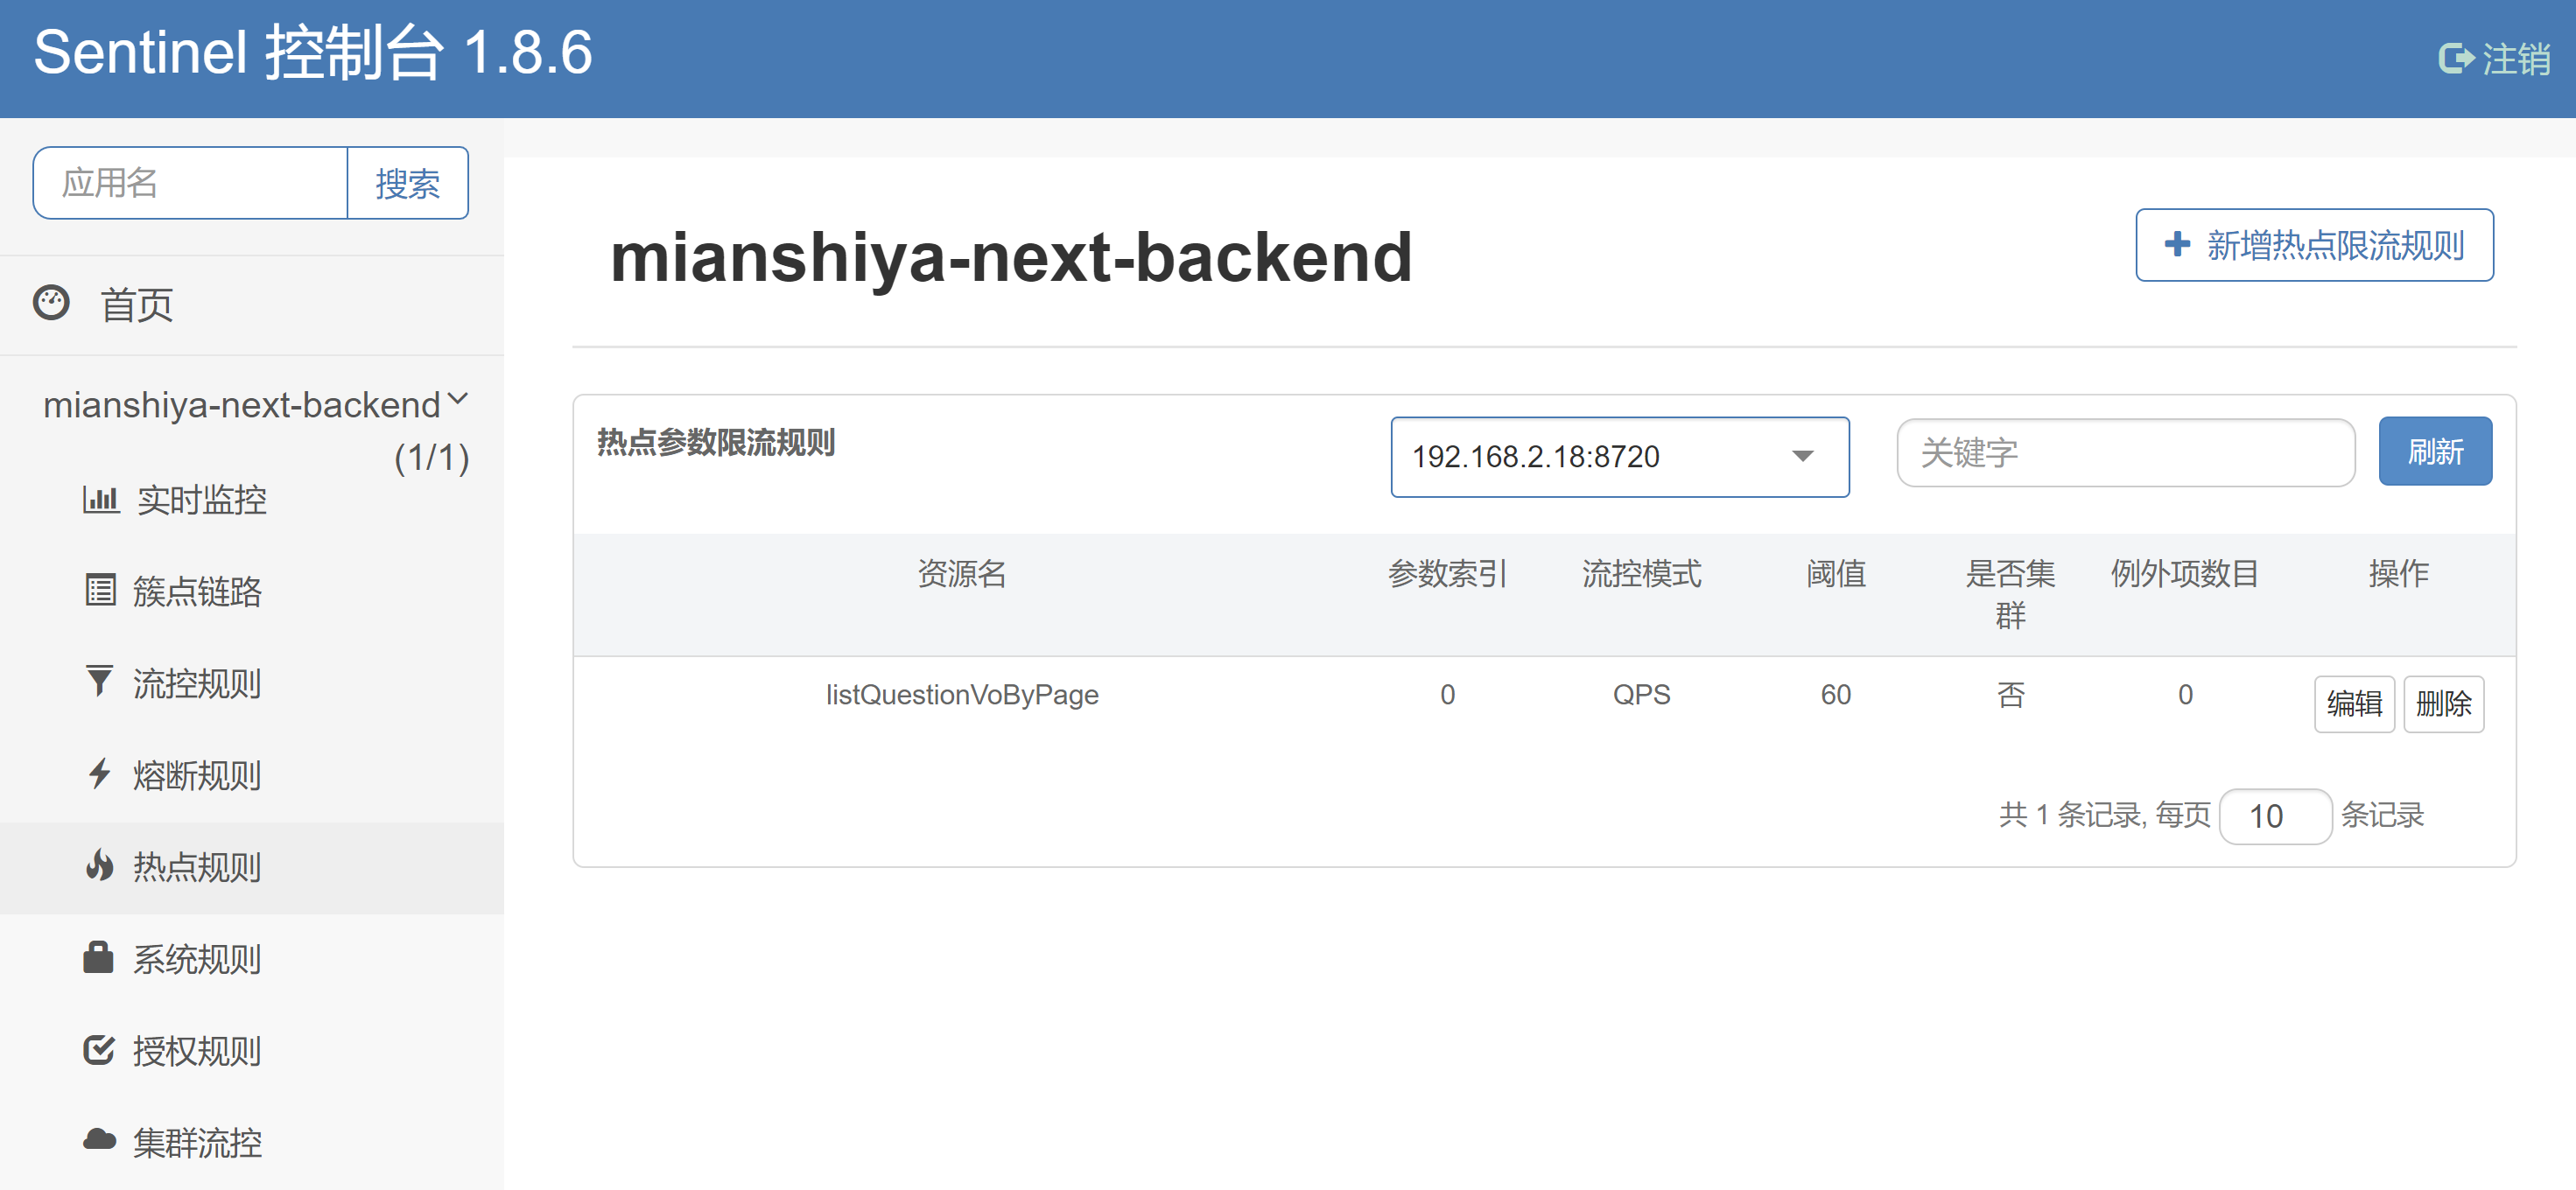 Sentinel 控制台 1.8.6
注销
应用名
搜索
首页
mianshiya-next-backend
(1/1)
实时监控
簇点链路
流控规则
熔断规则
热点规则
系统规则
授权规则
集群流控
mianshiya-next-backend
新增热点限流规则
热点参数限流规则
192.168.2.18:8720
关键字
刷新
资源名 参数索引 流控模式 阈值 是否集群 例外项数目 操作
listQuestionVoByPage 0 QPS 60 否 0 编辑 删除
共 1 条记录, 每页 10 条记录